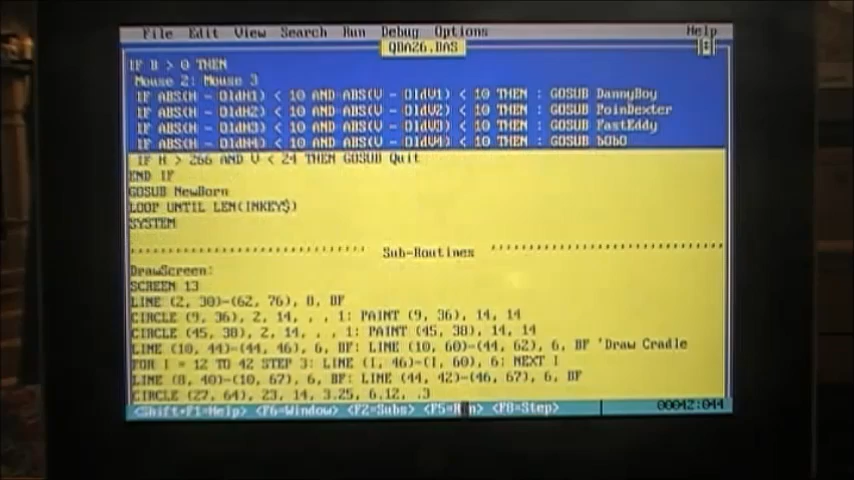 File Edit View Search Run Debug Options Help
QBA26.BAS
IF B > 0 THEN
Mouse 2: Mouse 3
IF ABS(H - OldH1) < 10 AND ABS(V - OldV1) < 10 THEN : GOSUB DannyBoy
IF ABS(H - OldH2) < 10 AND ABS(V - OldV2) < 10 THEN : GOSUB PoinDexter
IF ABS(H - OldH3) < 10 AND ABS(V - OldV3) < 10 THEN : GOSUB FastEddy
IF ABS(H - OldH4) < 10 AND ABS(V - OldV4) < 10 THEN : GOSUB bObO
IF H > 266 AND V < 24 THEN GOSUB Quit
END IF
GOSUB NewBorn
LOOP UNTIL LEN(INKEY$)
SYSTEM
Sub-Routines
DrawScreen:
SCREEN 13
LINE (2, 30)-(62, 76), 8, BF
CIRCLE (9, 36), 2, 14, , , 1: PAINT (9, 36), 14, 14
CIRCLE (45, 38), 2, 14, , , 1: PAINT (45, 38), 14, 14
LINE (10, 44)-(44, 46), 6, BF: LINE (10, 60)-(44, 62), 6, BF 'Draw Cradle
FOR I = 12 TO 42 STEP 3: LINE (I, 46)-(I, 60), 6: NEXT I
LINE (8, 40)-(10, 67), 6, BF: LINE (44, 42)-(46, 67), 6, BF
CIRCLE (27, 64), 23, 14, 3.25, 6.12, .3
<Shift+F1=Help> <F6=Window> <F2=Subs> <F5=Run> <F8=Step> 00042:044